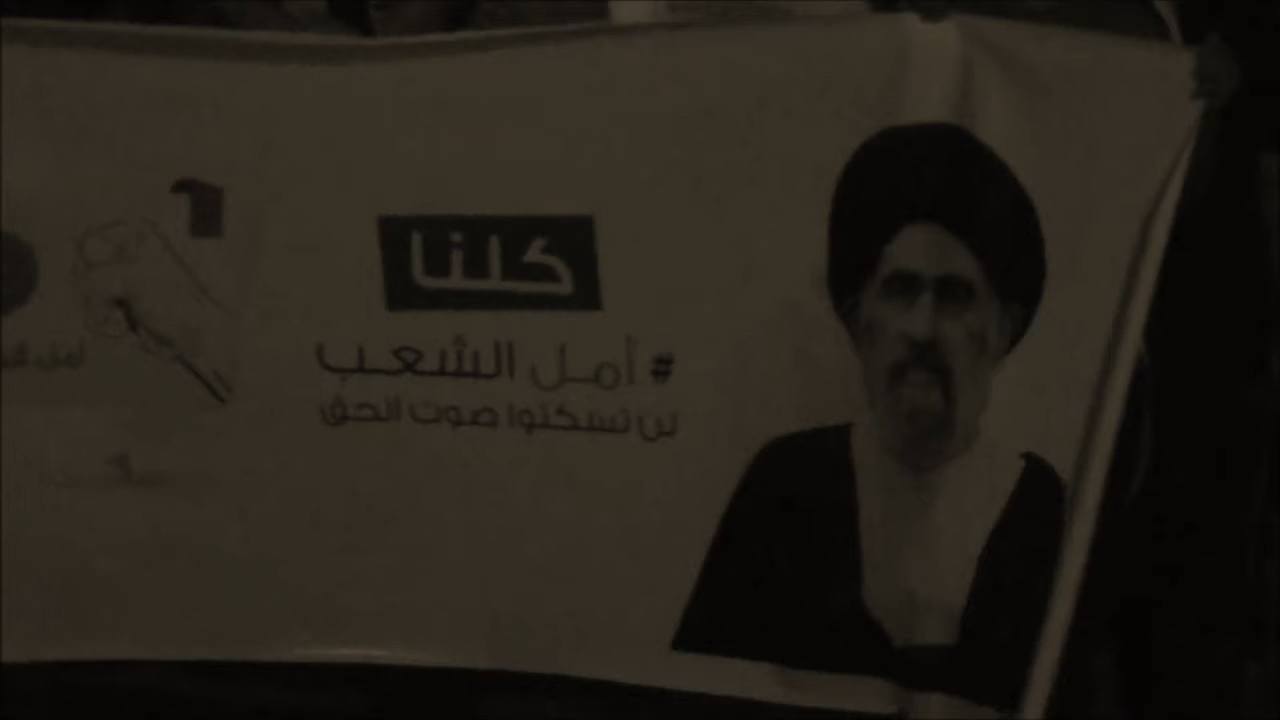 كلنا
#أمل الشعب
لن تسكتوا صوت الحق